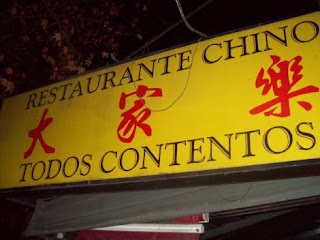 RESTAURANTE CHINO
大家樂
TODOS CONTENTOS